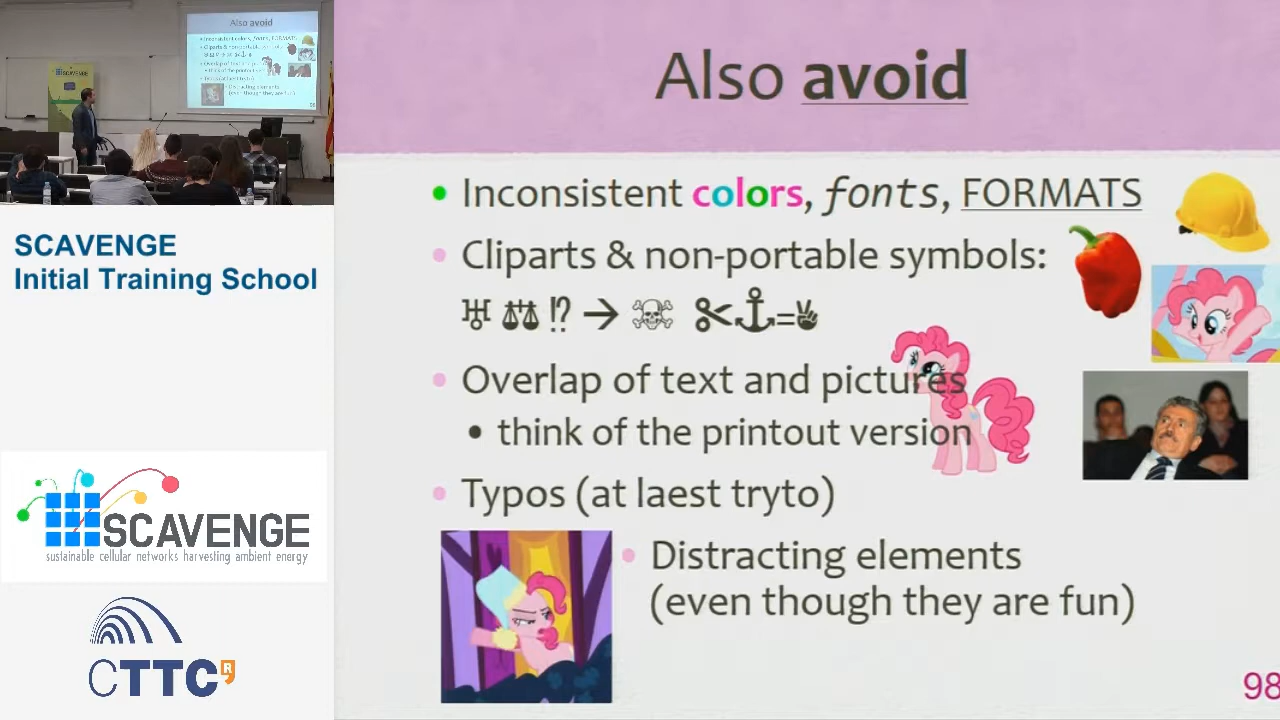 Also avoid
Inconsistent colors, fonts, FORMATS
Cliparts & non-portable symbols:
♅ ⚖ ⁉ → ☠ ✂⚓=✌
Overlap of text and pictures
• think of the printout version
Typos (at laest tryto)
Distracting elements
(even though they are fun)
98
SCAVENGE
Initial Training School
SCAVENGE
sustainable cellular networks harvesting ambient energy
CTTC
R